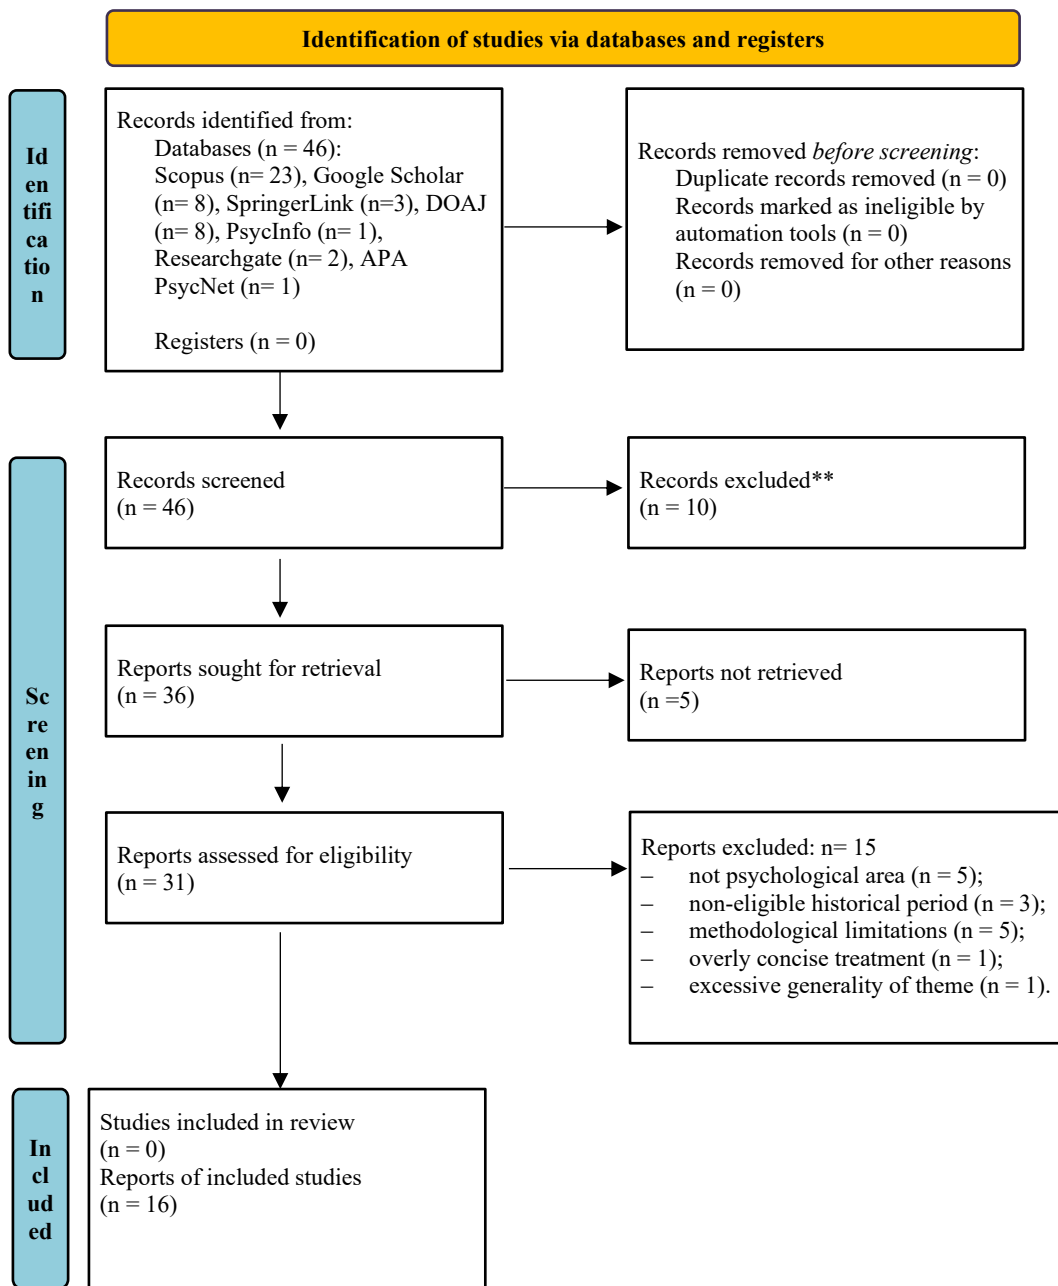 Identification of studies via databases and registers
Id
en
tifi
ca
tio
n
Records identified from:
Databases (n = 46):
Scopus (n= 23), Google Scholar
(n= 8), SpringerLink (n=3), DOAJ
(n= 8), PsycInfo (n= 1),
Researchgate (n= 2), APA
PsycNet (n= 1)
Registers (n = 0)
Records removed before screening:
Duplicate records removed (n = 0)
Records marked as ineligible by
automation tools (n = 0)
Records removed for other reasons
(n = 0)
Sc
re
en
in
g
Records screened
(n = 46)
Records excluded**
(n = 10)
Reports sought for retrieval
(n = 36)
Reports not retrieved
(n =5)
Reports assessed for eligibility
(n = 31)
Reports excluded: n= 15
– not psychological area (n = 5);
– non-eligible historical period (n = 3);
– methodological limitations (n = 5);
– overly concise treatment (n = 1);
– excessive generality of theme (n = 1).
In
cl
ud
ed
Studies included in review
(n = 0)
Reports of included studies
(n = 16)